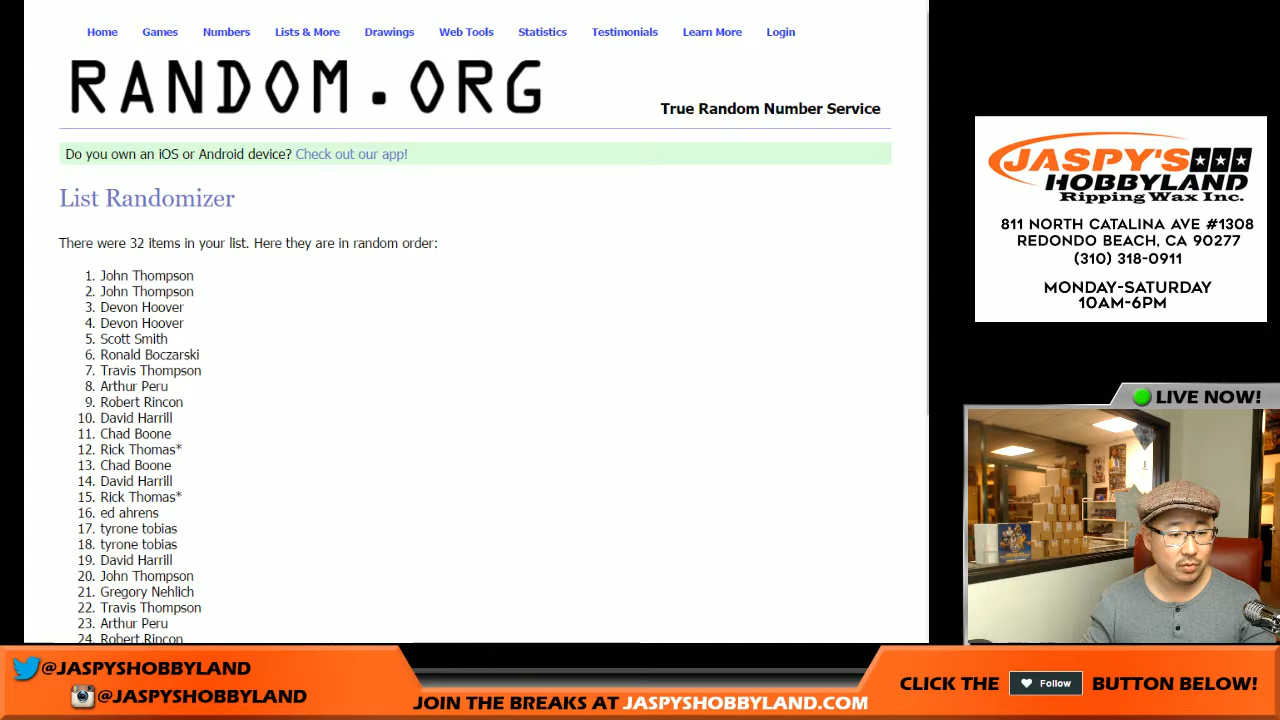 Home Games Numbers Lists & More Drawings Web Tools Statistics Testimonials Learn More Login
RANDOM.ORG
True Random Number Service
Do you own an iOS or Android device? Check out our app!
List Randomizer
There were 32 items in your list. Here they are in random order:
1. John Thompson
2. John Thompson
3. Devon Hoover
4. Devon Hoover
5. Scott Smith
6. Ronald Boczarski
7. Travis Thompson
8. Arthur Peru
9. Robert Rincon
10. David Harrill
11. Chad Boone
12. Rick Thomas*
13. Chad Boone
14. David Harrill
15. Rick Thomas*
16. ed ahrens
17. tyrone tobias
18. tyrone tobias
19. David Harrill
20. John Thompson
21. Gregory Nehlich
22. Travis Thompson
23. Arthur Peru
24. Robert Rincon
JASPY'S
HOBBYLAND
Ripping Wax Inc.
811 NORTH CATALINA AVE #1308
REDONDO BEACH, CA 90277
(310) 318-0911
MONDAY-SATURDAY
10AM-6PM
LIVE NOW!
@JASPYSHOBBYLAND
@JASPYSHOBBYLAND
JOIN THE BREAKS AT JASPYSHOBBYLAND.COM
CLICK THE Follow BUTTON BELOW!